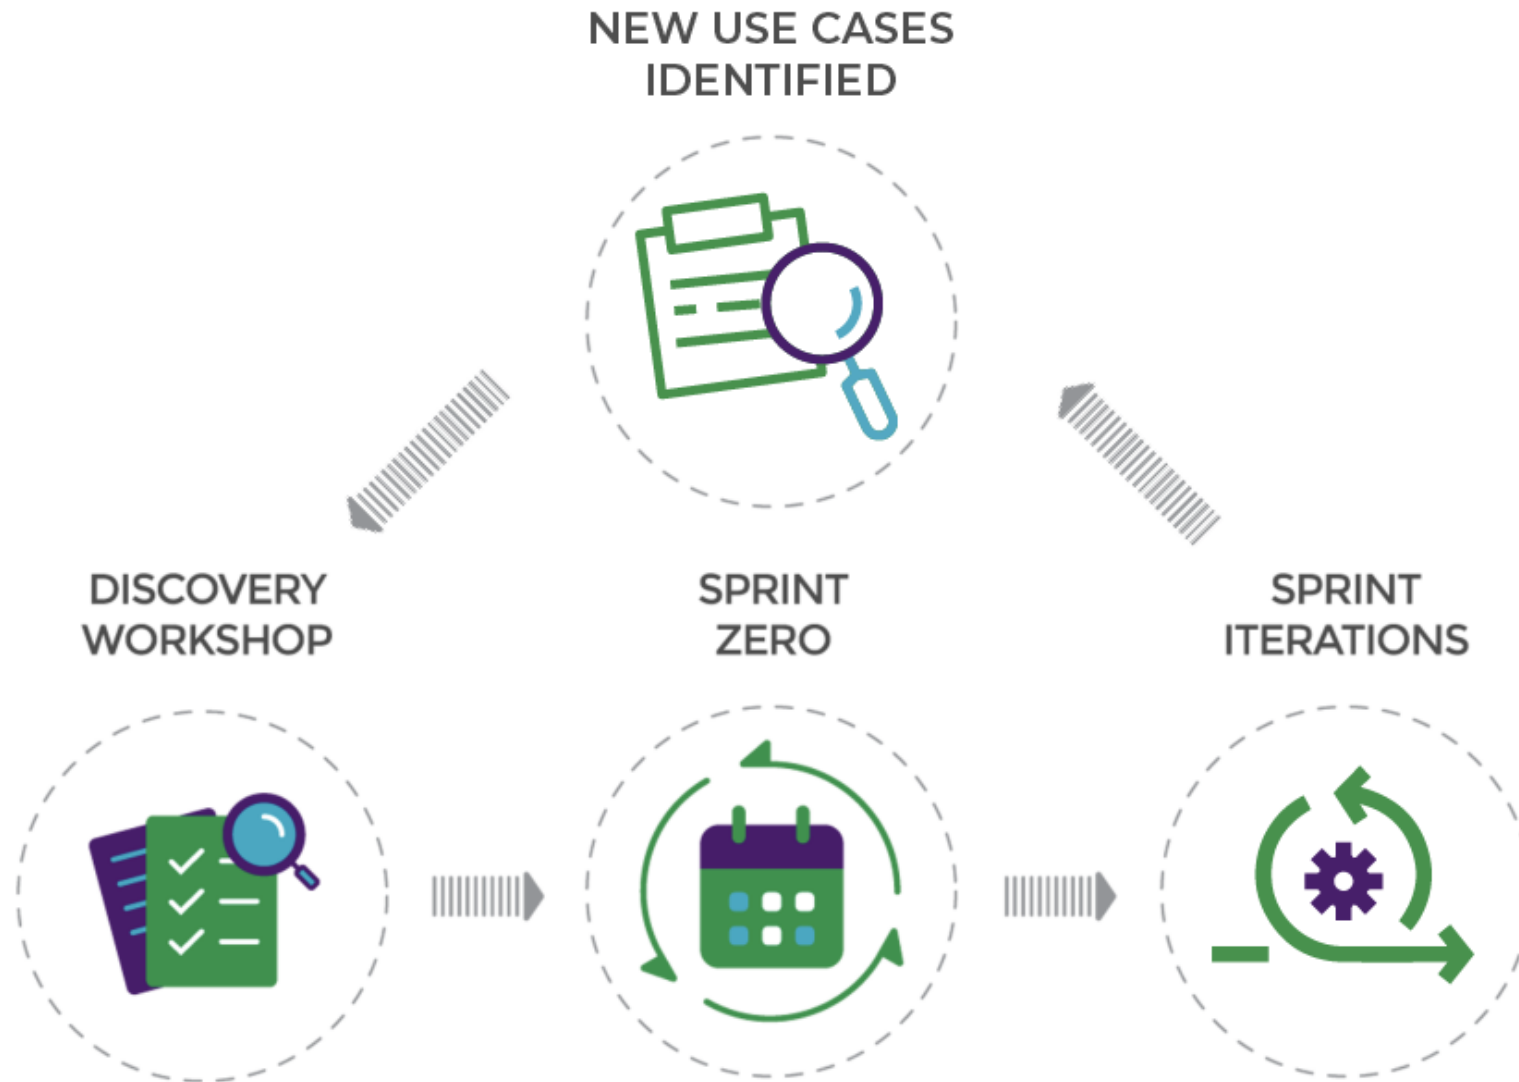 NEW USE CASES
IDENTIFIED
DISCOVERY
WORKSHOP
SPRINT
ZERO
SPRINT
ITERATIONS